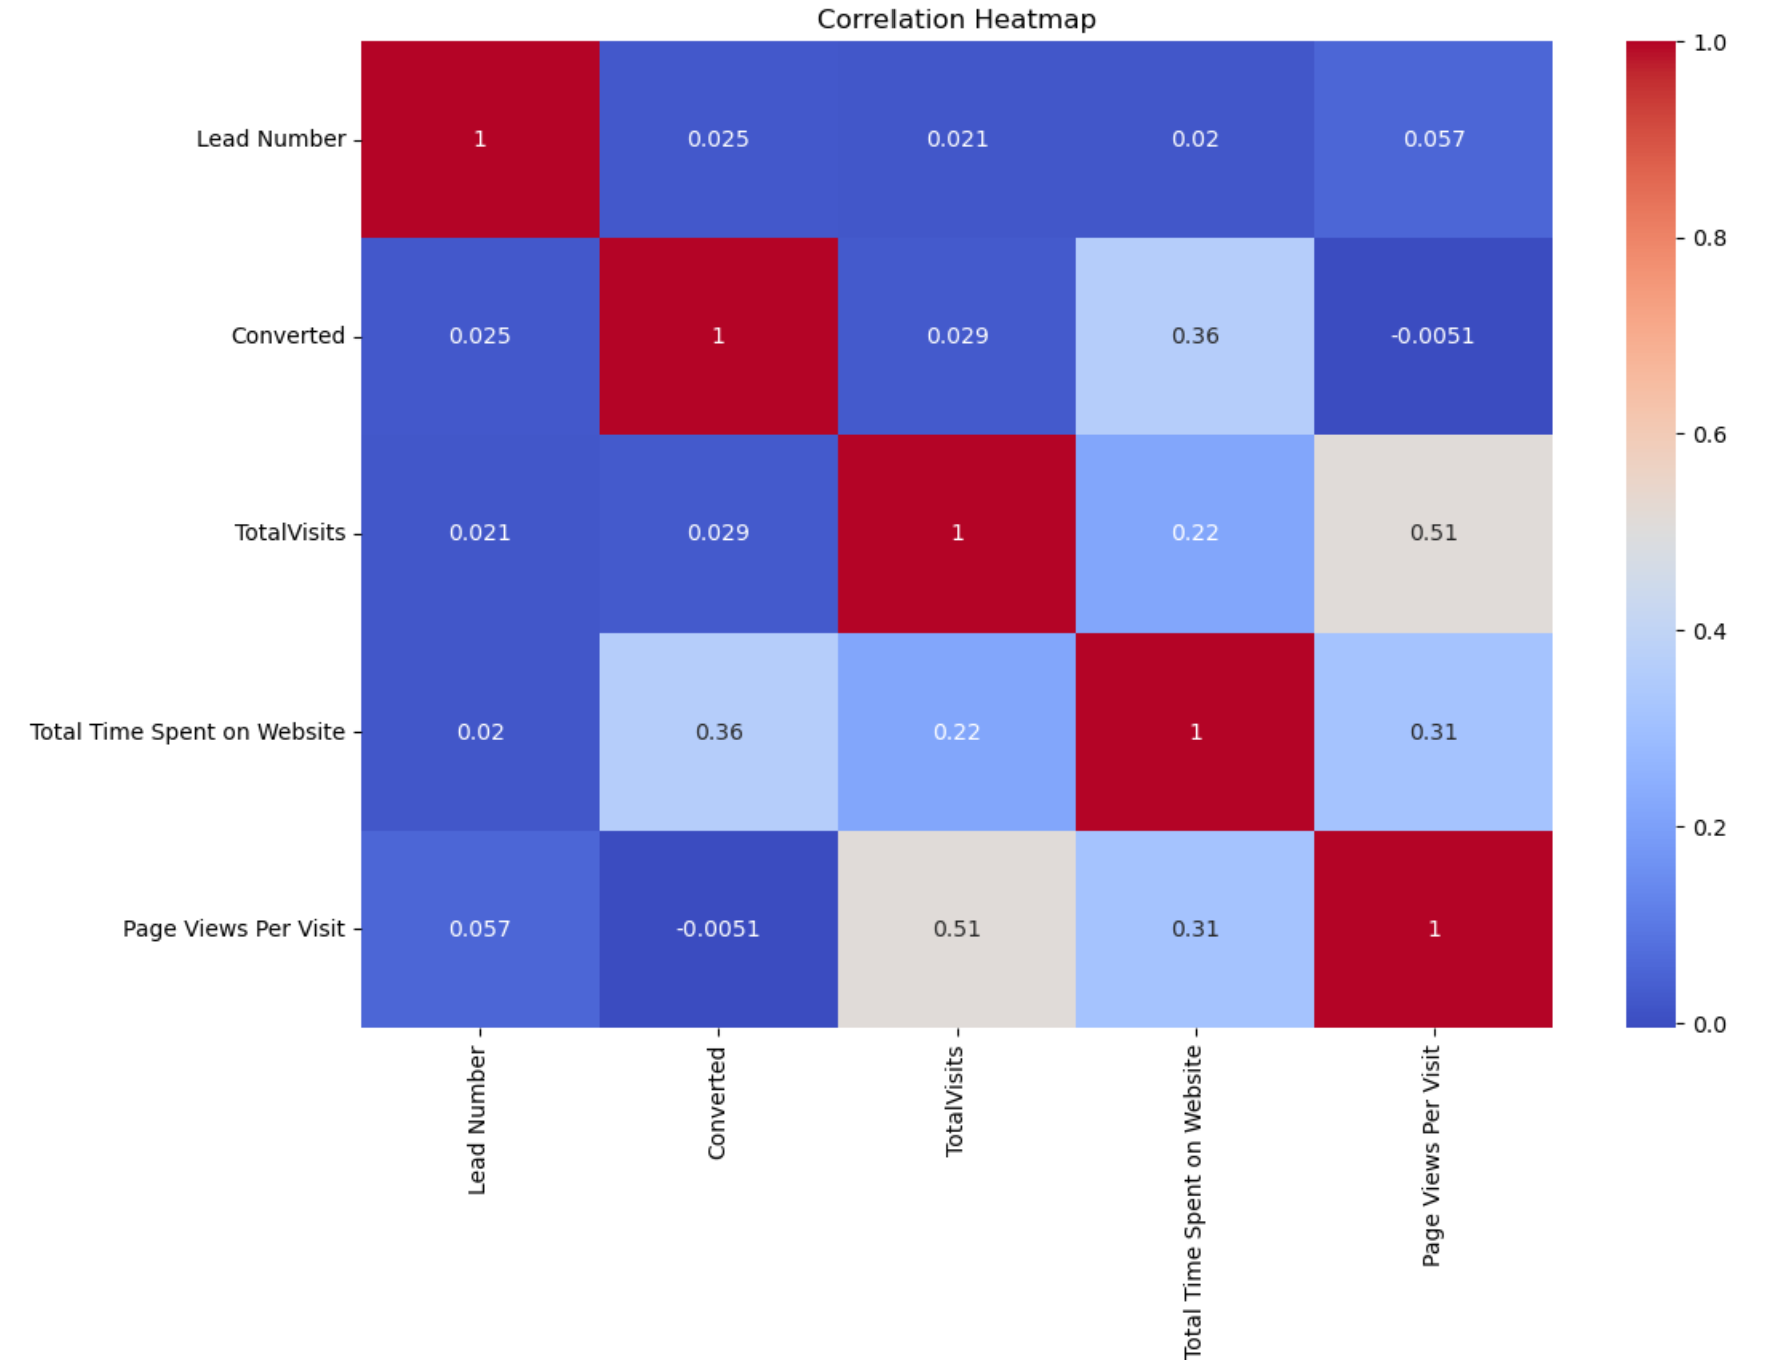 Correlation Heatmap
Lead Number 1 0.025 0.021 0.02 0.057
Converted 0.025 1 0.029 0.36 -0.0051
TotalVisits 0.021 0.029 1 0.22 0.51
Total Time Spent on Website 0.02 0.36 0.22 1 0.31
Page Views Per Visit 0.057 -0.0051 0.51 0.31 1
Lead Number
Converted
TotalVisits
Total Time Spent on Website
Page Views Per Visit
1.0
0.8
0.6
0.4
0.2
0.0